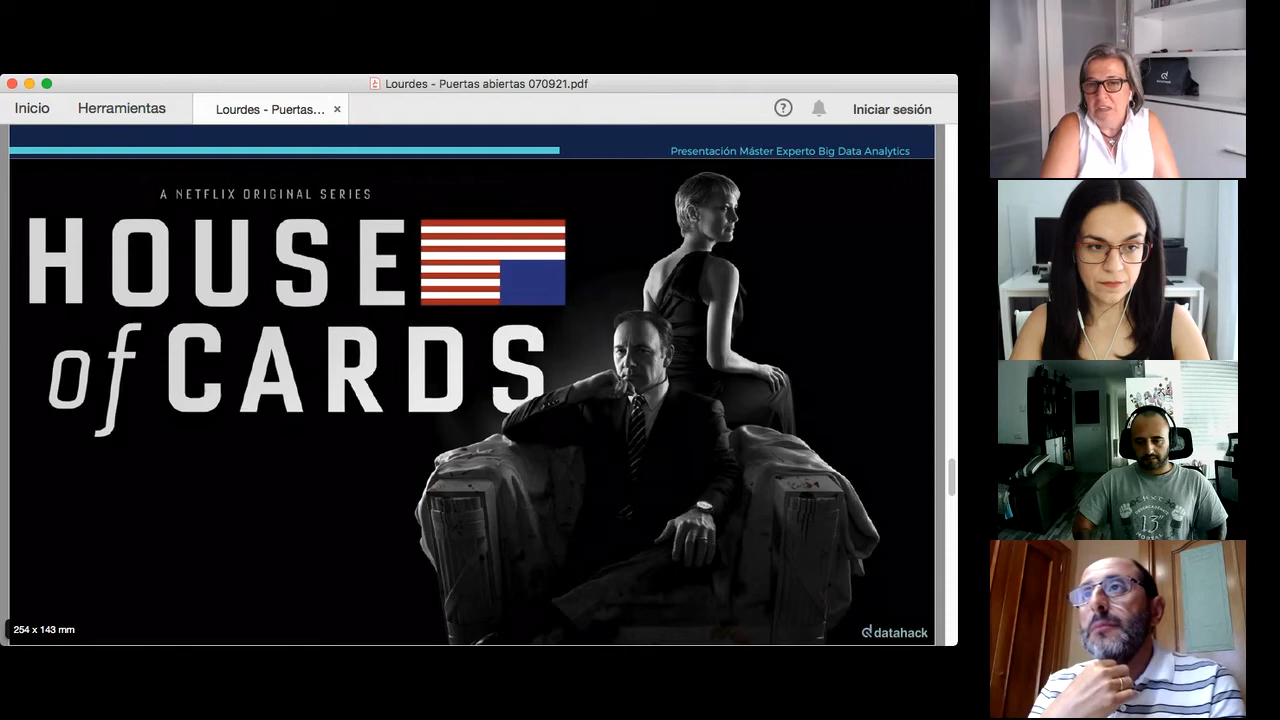 Lourdes - Puertas abiertas 070921.pdf
Inicio
Herramientas
Lourdes - Puertas...
×
?
Iniciar sesión
Presentación Máster Experto Big Data Analytics
A NETFLIX ORIGINAL SERIES
HOUSE
of CARDS
254 x 143 mm
datahack
13